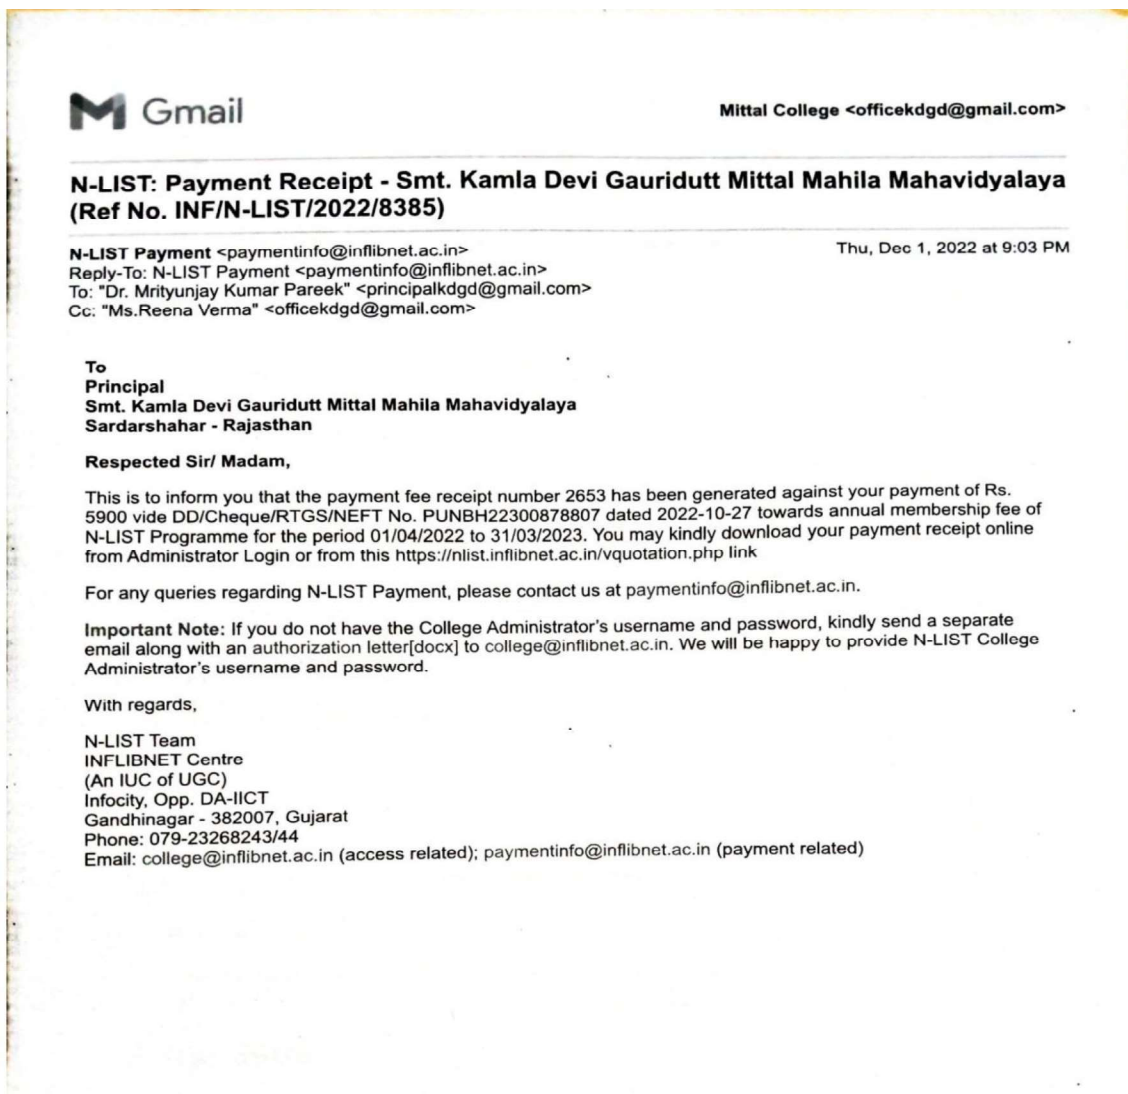 Gmail
Mittal College <officekdgd@gmail.com>
N-LIST: Payment Receipt - Smt. Kamla Devi Gauridutt Mittal Mahila Mahavidyalaya
(Ref No. INF/N-LIST/2022/8385)
N-LIST Payment <paymentinfo@inflibnet.ac.in>
Thu, Dec 1, 2022 at 9:03 PM
Reply-To: N-LIST Payment <paymentinfo@inflibnet.ac.in>
To: "Dr. Mrityunjay Kumar Pareek" <principalkdgd@gmail.com>
Cc: "Ms.Reena Verma" <officekdgd@gmail.com>
To
Principal
Smt. Kamla Devi Gauridutt Mittal Mahila Mahavidyalaya
Sardarshahar - Rajasthan
Respected Sir/ Madam,
This is to inform you that the payment fee receipt number 2653 has been generated against your payment of Rs.
5900 vide DD/Cheque/RTGS/NEFT No. PUNBH22300878807 dated 2022-10-27 towards annual membership fee of
N-LIST Programme for the period 01/04/2022 to 31/03/2023. You may kindly download your payment receipt online
from Administrator Login or from this https://nlist.inflibnet.ac.in/vquotation.php link
For any queries regarding N-LIST Payment, please contact us at paymentinfo@inflibnet.ac.in.
Important Note: If you do not have the College Administrator's username and password, kindly send a separate
email along with an authorization letter[docx] to college@inflibnet.ac.in. We will be happy to provide N-LIST College
Administrator's username and password.
With regards,
N-LIST Team
INFLIBNET Centre
(An IUC of UGC)
Infocity, Opp. DA-IICT
Gandhinagar - 382007, Gujarat
Phone: 079-23268243/44
Email: college@inflibnet.ac.in (access related); paymentinfo@inflibnet.ac.in (payment related)